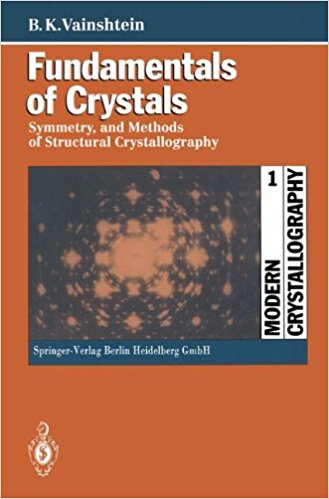 B. K. Vainshtein
Fundamentals
of Crystals
Symmetry, and Methods
of Structural Crystallography
1
MODERN
CRYSTALLOGRAPHY
Springer-Verlag Berlin Heidelberg GmbH